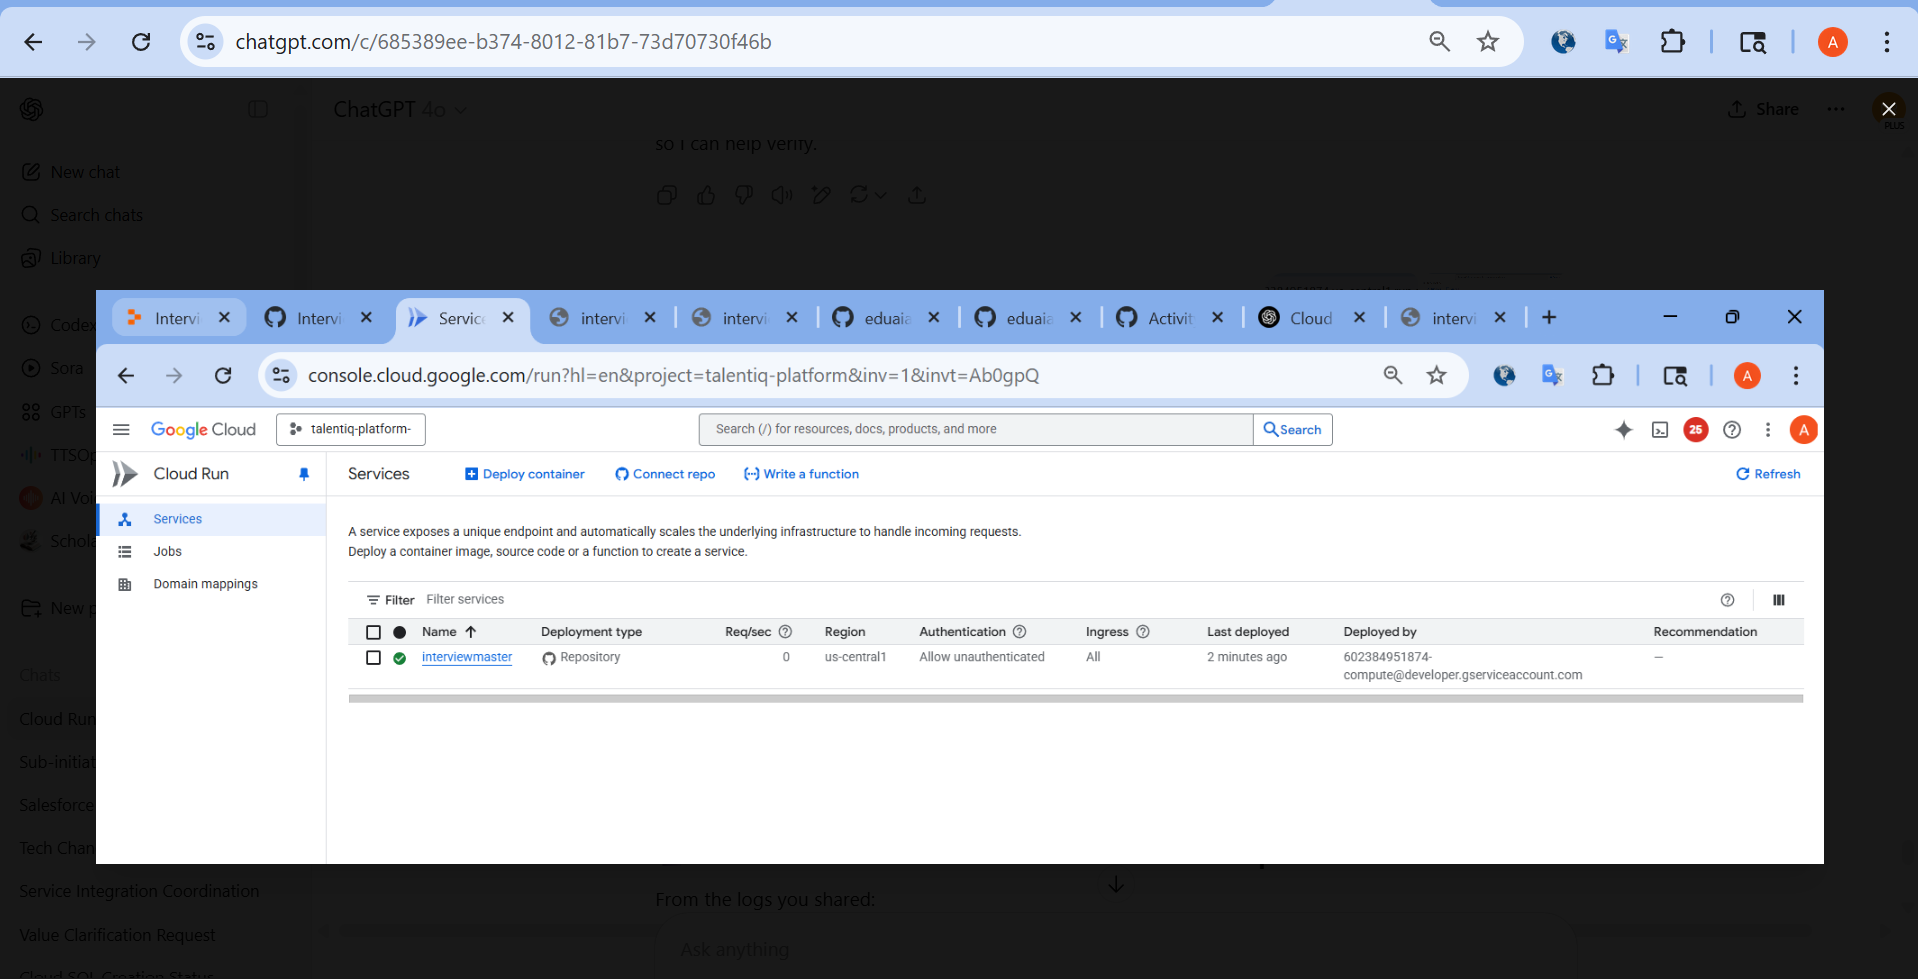 chatgpt.com/c/685389ee-b374-8012-81b7-73d70730f46b
A
ChatGPT 4o
Share
PLUS
so I can help verify.
New chat
Search chats
Library
Codex
Sora
GPTs
AI Voi
New p
Chats
Cloud Run
Sub-initiat
Salesforce
Tech Chan
Service Integration Coordination
Value Clarification Request
Cloud SQL Creation Status
Intervi
Intervi
Service
intervi
intervi
eduaia
eduaia
Activit
Cloud
intervi
console.cloud.google.com/run?hl=en&project=talentiq-platform&inv=1&invt=Ab0gpQ
A
Google Cloud
talentiq-platform-
Search (/) for resources, docs, products, and more
Search
25
A
Cloud Run
Services
Deploy container
Connect repo
Write a function
Refresh
Services
Jobs
Domain mappings
A service exposes a unique endpoint and automatically scales the underlying infrastructure to handle incoming requests.
Deploy a container image, source code or a function to create a service.
Filter Filter services
Name Deployment type Req/sec Region Authentication Ingress Last deployed Deployed by Recommendation
interviewmaster Repository 0 us-central1 Allow unauthenticated All 2 minutes ago 602384951874-
compute@developer.gserviceaccount.com —
From the logs you shared:
Ask anything